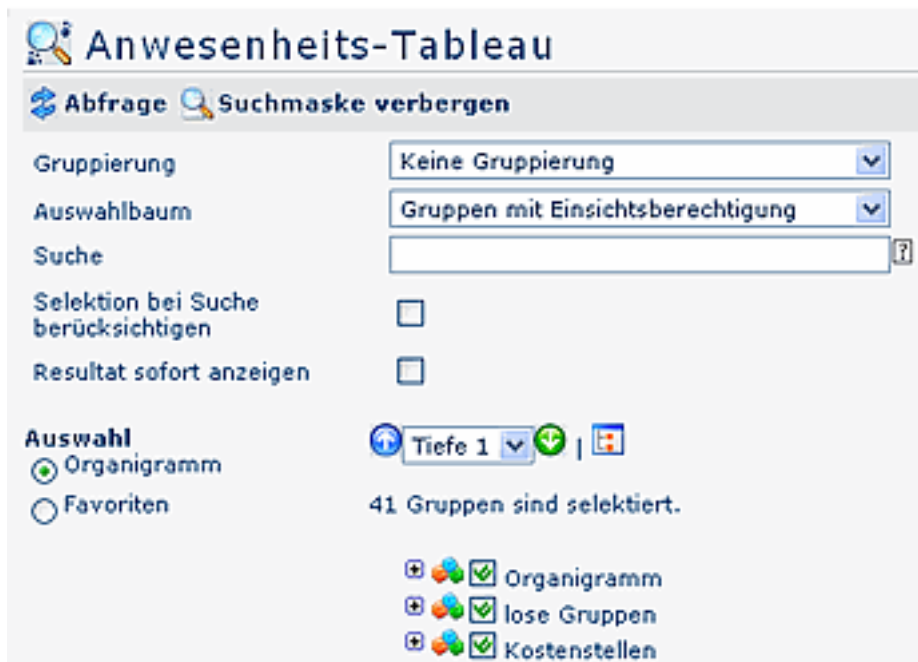 Anwesenheits-Tableau
Abfrage Suchmaske verbergen
Gruppierung Keine Gruppierung
Auswahlbaum Gruppen mit Einsichtsberechtigung
Suche ?
Selektion bei Suche
berücksichtigen
Resultat sofort anzeigen
Auswahl Tiefe 1 |
Organigramm
Favoriten 41 Gruppen sind selektiert.
Organigramm
lose Gruppen
Kostenstellen